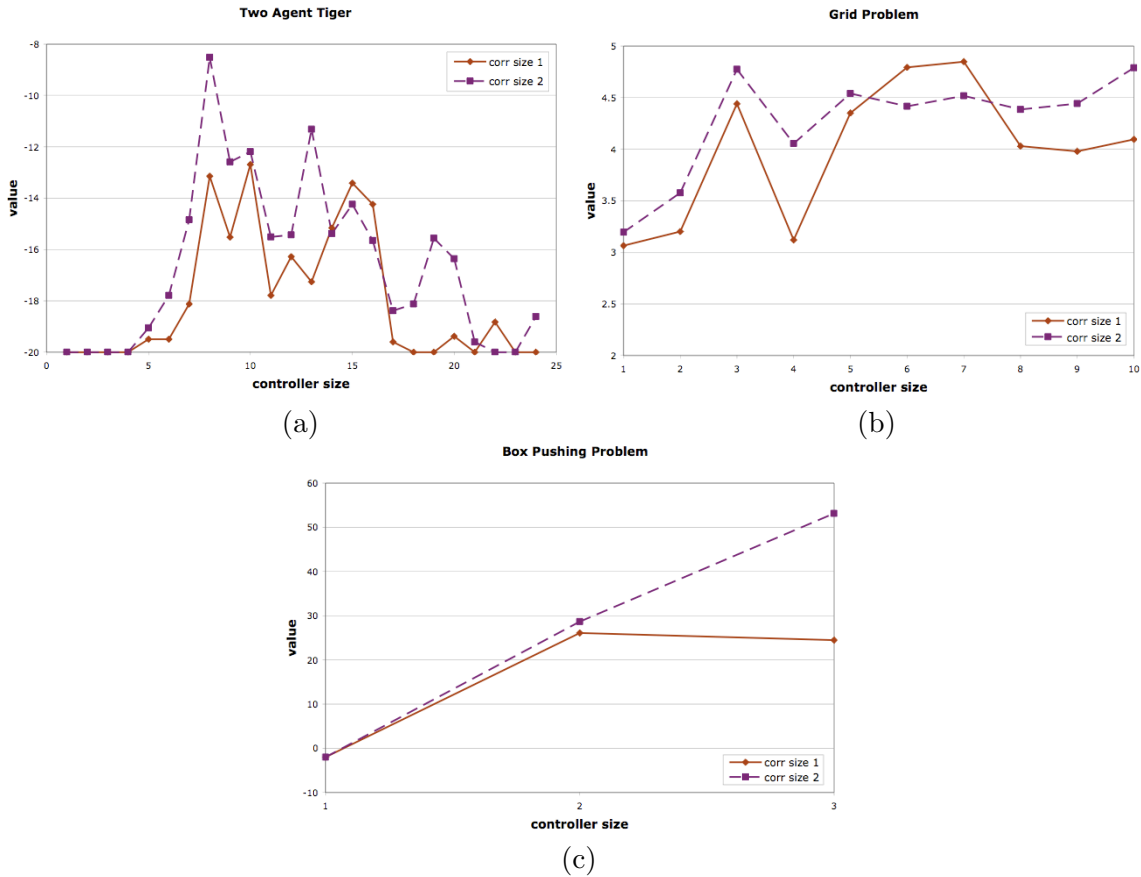 Two Agent Tiger
-8
-10
-12
-14
-16
-18
-20
value
0
5
10
15
20
25
controller size
corr size 1
corr size 2
(a)
Grid Problem
5
4.5
4
3.5
3
2.5
2
value
1
2
3
4
5
6
7
8
9
10
controller size
corr size 1
corr size 2
(b)
Box Pushing Problem
60
50
40
30
20
10
0
-10
value
1
2
3
controller size
corr size 1
corr size 2
(c)